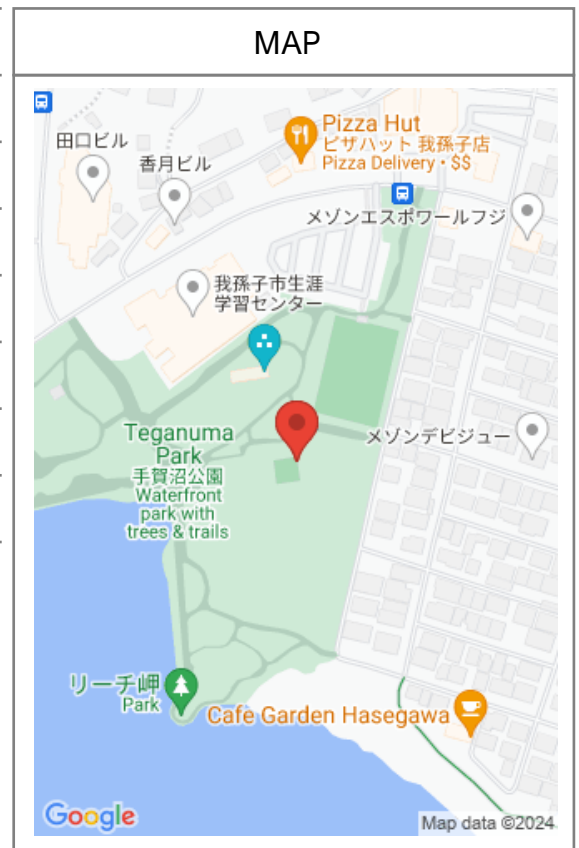 MAP
Pizza Hut
ピザハット 我孫子店
Pizza Delivery • $$
田口ビル
香月ビル
メゾンエスポワールフジ
我孫子市生涯
学習センター
メゾンデビジュー
Teganuma
Park
手賀沼公園
Waterfront
park with
trees & trails
リーチ岬
Park
Cafe Garden Hasegawa
Google
Map data ©2024